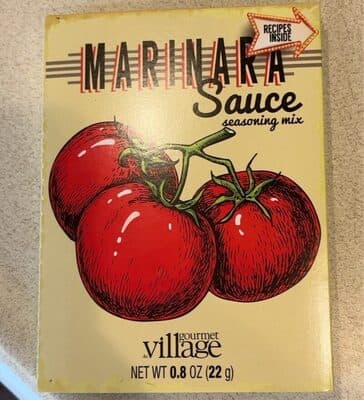 RECIPES
INSIDE
MARINARA
Sauce
seasoning mix
gourmet
village
NET WT 0.8 OZ (22 g)